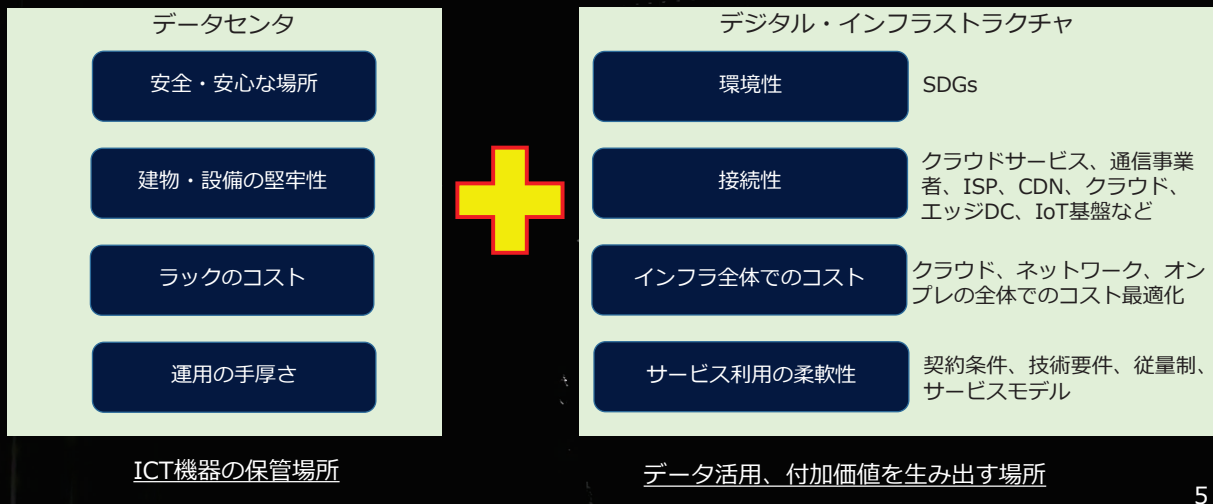 データセンタ
安全・安心な場所
建物・設備の堅牢性
ラックのコスト
運用の手厚さ
ICT機器の保管場所
デジタル・インフラストラクチャ
環境性
SDGs
接続性
クラウドサービス、通信事業
者、ISP、CDN、クラウド、
エッジDC、IoT基盤など
インフラ全体でのコスト
クラウド、ネットワーク、オン
プレの全体でのコスト最適化
サービス利用の柔軟性
契約条件、技術要件、従量制、
サービスモデル
データ活用、付加価値を生み出す場所
5